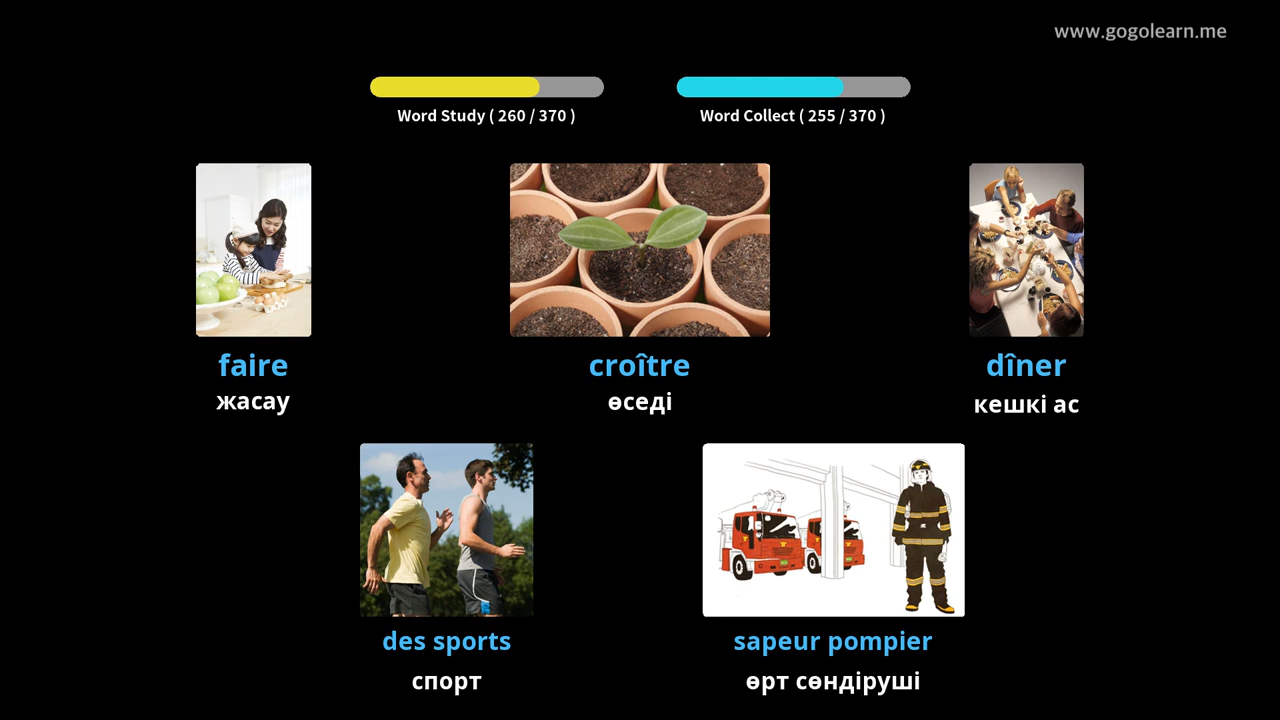 www.gogolearn.me
Word Study ( 260 / 370 )
Word Collect ( 255 / 370 )
faire
croître
dîner
жасау
өседі
кешкі ас
des sports
sapeur pompier
спорт
өрт сөндіруші